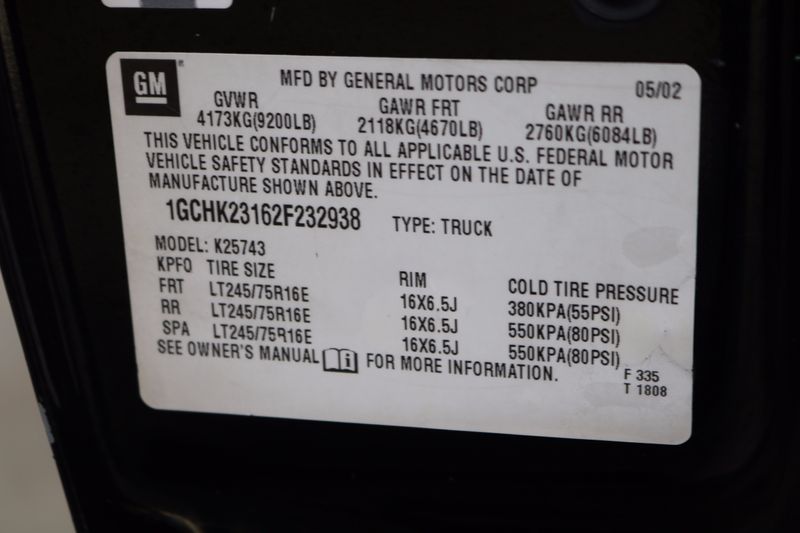 GM
MFD BY GENERAL MOTORS CORP 05/02
GVWR GAWR FRT GAWR RR
4173KG(9200LB) 2118KG(4670LB) 2760KG(6084LB)
THIS VEHICLE CONFORMS TO ALL APPLICABLE U.S. FEDERAL MOTOR
VEHICLE SAFETY STANDARDS IN EFFECT ON THE DATE OF
MANUFACTURE SHOWN ABOVE.
1GCHK23162F232938 TYPE: TRUCK
MODEL: K25743
KPFQ TIRE SIZE RIM COLD TIRE PRESSURE
FRT LT245/75R16E 16X6.5J 380KPA(55PSI)
RR LT245/75R16E 16X6.5J 550KPA(80PSI)
SPA LT245/75R16E 16X6.5J 550KPA(80PSI)
SEE OWNER'S MANUAL FOR MORE INFORMATION.
F 335
T 1808